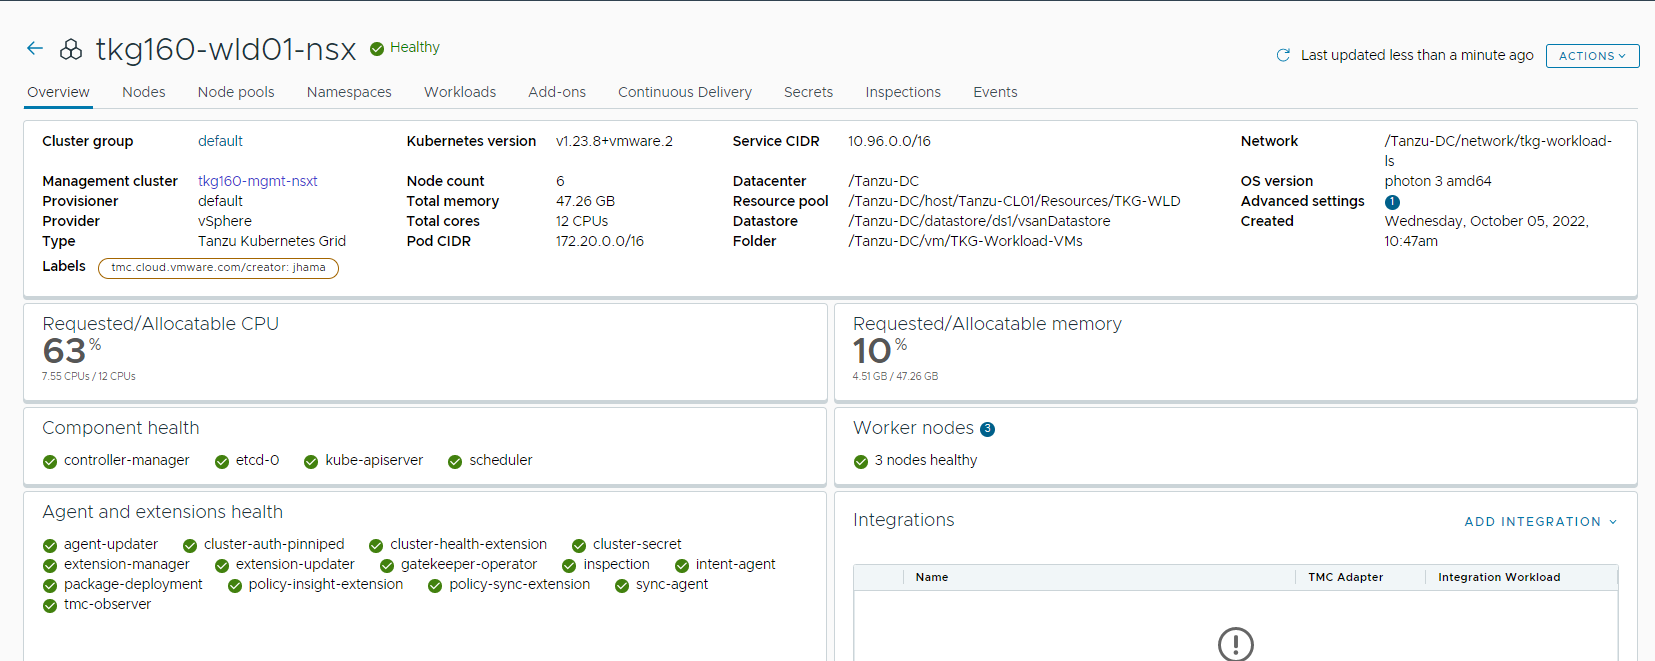 tkg160-wld01-nsx Healthy
Last updated less than a minute ago ACTIONS
Overview Nodes Node pools Namespaces Workloads Add-ons Continuous Delivery Secrets Inspections Events
Cluster group default
Management cluster tkg160-mgmt-nsxt
Provisioner default
Provider vSphere
Type Tanzu Kubernetes Grid
Labels tmc.cloud.vmware.com/creator: jhama
Kubernetes version v1.23.8+vmware.2
Node count 6
Total memory 47.26 GB
Total cores 12 CPUs
Pod CIDR 172.20.0.0/16
Service CIDR 10.96.0.0/16
Datacenter /Tanzu-DC
Resource pool /Tanzu-DC/host/Tanzu-CL01/Resources/TKG-WLD
Datastore /Tanzu-DC/datastore/ds1/vsanDatastore
Folder /Tanzu-DC/vm/TKG-Workload-VMs
Network /Tanzu-DC/network/tkg-workload-
ls
OS version photon 3 amd64
Advanced settings 1
Created Wednesday, October 05, 2022,
10:47am
Requested/Allocatable CPU
63%
7.55 CPUs / 12 CPUs
Requested/Allocatable memory
10%
4.51 GB / 47.26 GB
Component health
controller-manager etcd-0 kube-apiserver scheduler
Worker nodes 3
3 nodes healthy
Agent and extensions health
agent-updater cluster-auth-pinniped cluster-health-extension cluster-secret
extension-manager extension-updater gatekeeper-operator inspection intent-agent
package-deployment policy-insight-extension policy-sync-extension sync-agent
tmc-observer
Integrations ADD INTEGRATION
Name TMC Adapter Integration Workload